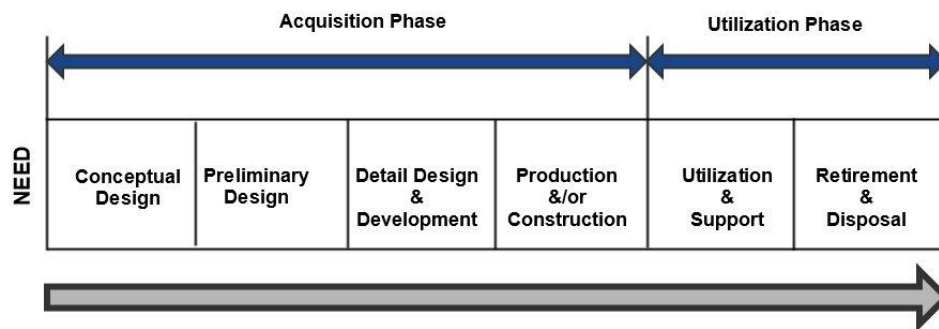 Acquisition Phase
Utilization Phase
NEED
Conceptual
Design
Preliminary
Design
Detail Design
&
Development
Production
&/or
Construction
Utilization
&
Support
Retirement
&
Disposal